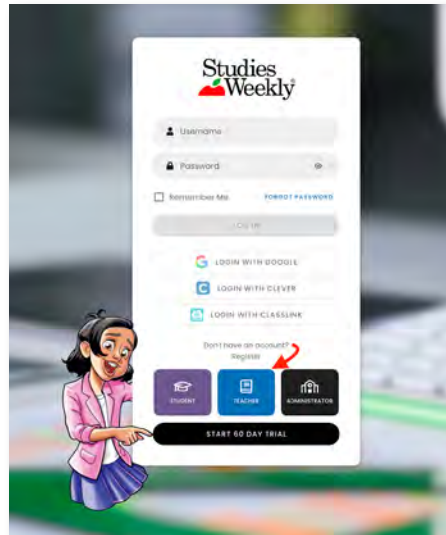 Studies
Weekly
Username
Password
Remember Me
FORGOT PASSWORD
LOG IN
G LOGIN WITH GOOGLE
C LOGIN WITH CLEVER
LOGIN WITH CLASSLINK
Don't have an account?
Register
STUDENT TEACHER ADMINISTRATOR
START 60 DAY TRIAL